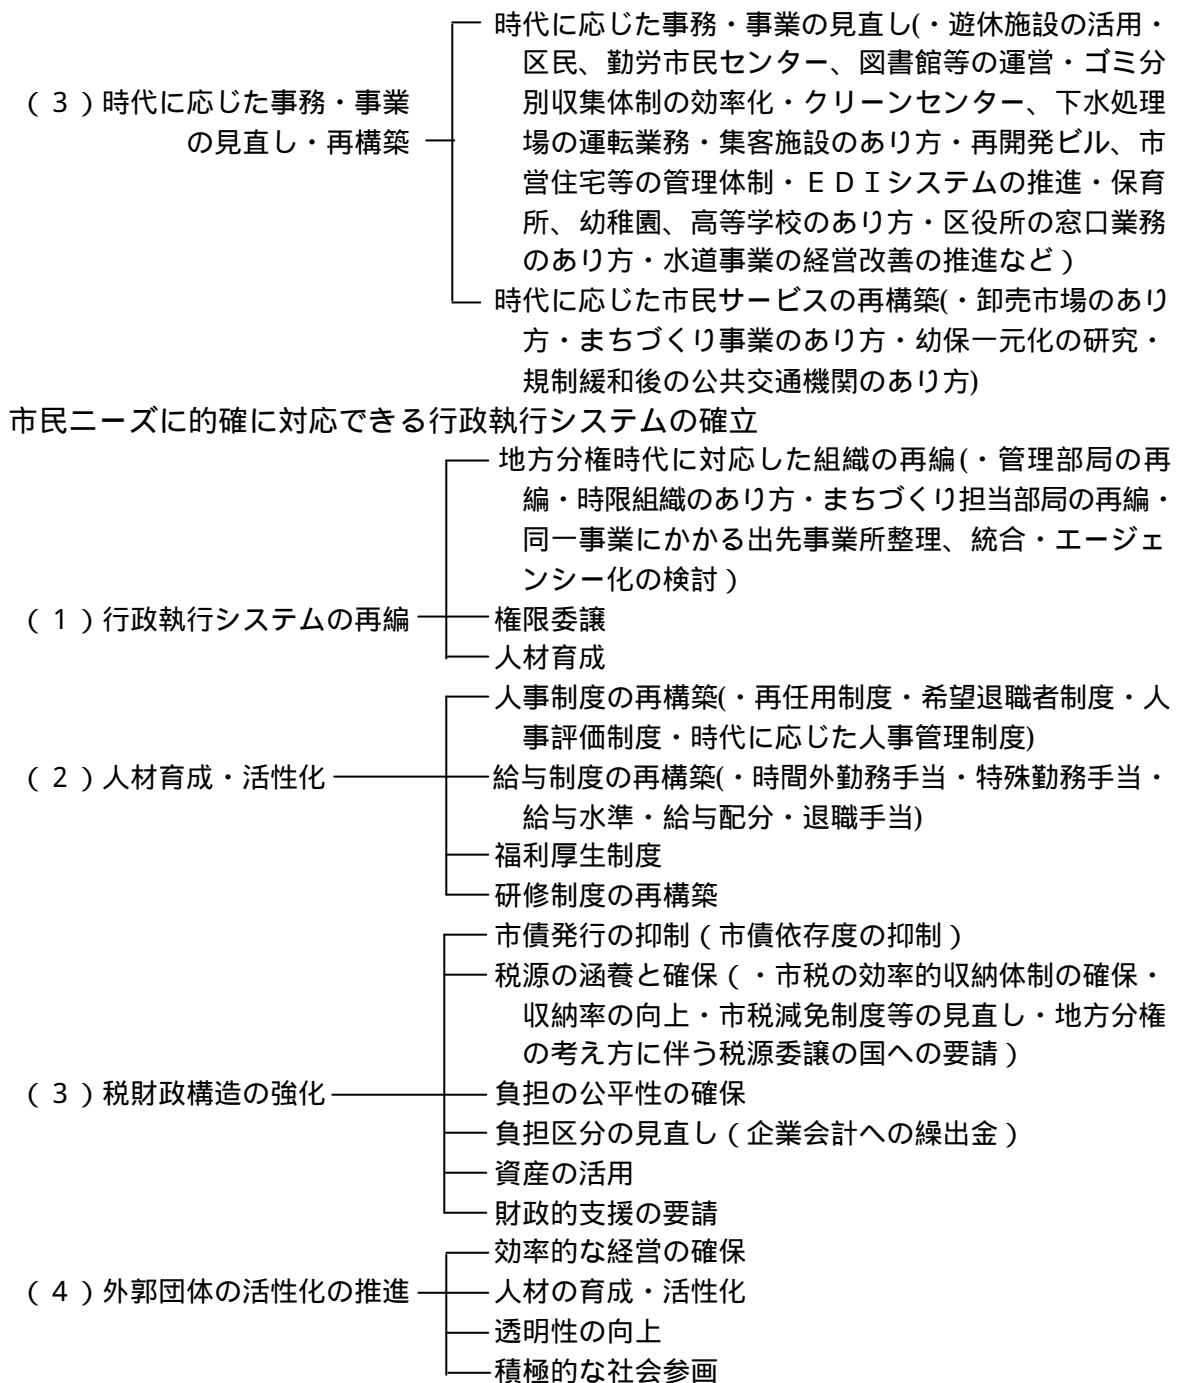 時代に応じた事務・事業の見直し(・遊休施設の活用・
区民、勤労市民センター、図書館等の運営・ゴミ分
(3)時代に応じた事務・事業
別収集体制の効率化・クリーンセンター、下水処理
の見直し・再構築
場の運転業務・集客施設のあり方・再開発ビル、市
営住宅等の管理体制・EDIシステムの推進・保育
所、幼稚園、高等学校のあり方・区役所の窓口業務
のあり方・水道事業の経営改善の推進など)
時代に応じた市民サービスの再構築(・卸売市場のあり
方・まちづくり事業のあり方・幼保一元化の研究・
規制緩和後の公共交通機関のあり方)
市民ニーズに的確に対応できる行政執行システムの確立
地方分権時代に対応した組織の再編(・管理部局の再
編・時限組織のあり方・まちづくり担当部局の再編・
同一事業にかかる出先事業所整理、統合・エージェ
ンシー化の検討)
(1)行政執行システムの再編
権限委譲
人材育成
人事制度の再構築(・再任用制度・希望退職者制度・人
事評価制度・時代に応じた人事管理制度)
(2)人材育成・活性化
給与制度の再構築(・時間外勤務手当・特殊勤務手当・
給与水準・給与配分・退職手当)
福利厚生制度
研修制度の再構築
市債発行の抑制(市債依存度の抑制)
税源の涵養と確保(・市税の効率的収納体制の確保・
収納率の向上・市税減免制度等の見直し・地方分権
の考え方に伴う税源委譲の国への要請)
(3)税財政構造の強化
負担の公平性の確保
負担区分の見直し(企業会計への繰出金)
資産の活用
財政的支援の要請
効率的な経営の確保
(4)外郭団体の活性化の推進
人材の育成・活性化
透明性の向上
積極的な社会参画